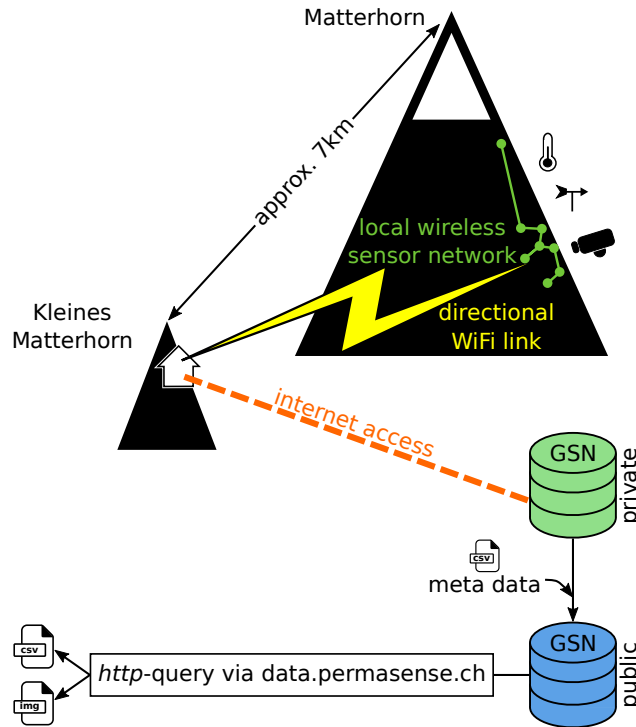 Matterhorn
approx. 7km
local wireless
sensor network
Kleines
Matterhorn
directional
WiFi link
internet access
GSN
private
csv
meta data
GSN
public
csv
http-query via data.permasense.ch
img